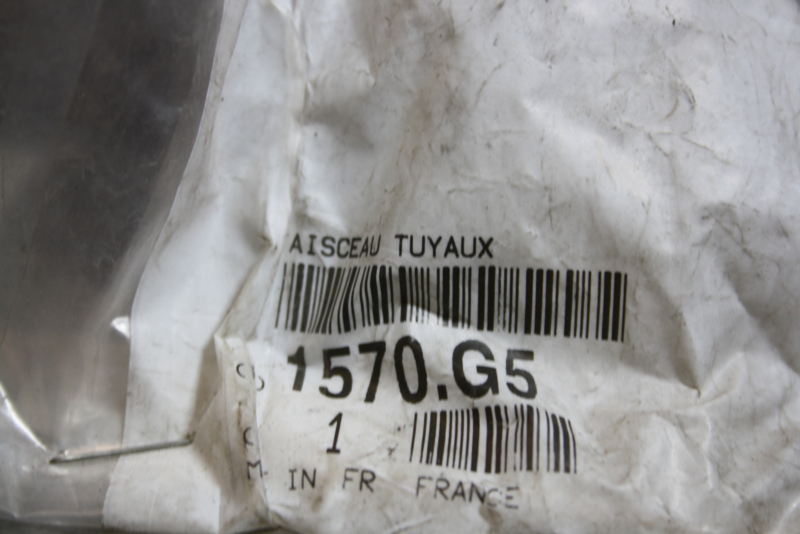 AISCEAU TUYAUX
1570.G5
1
IN FR FRANCE